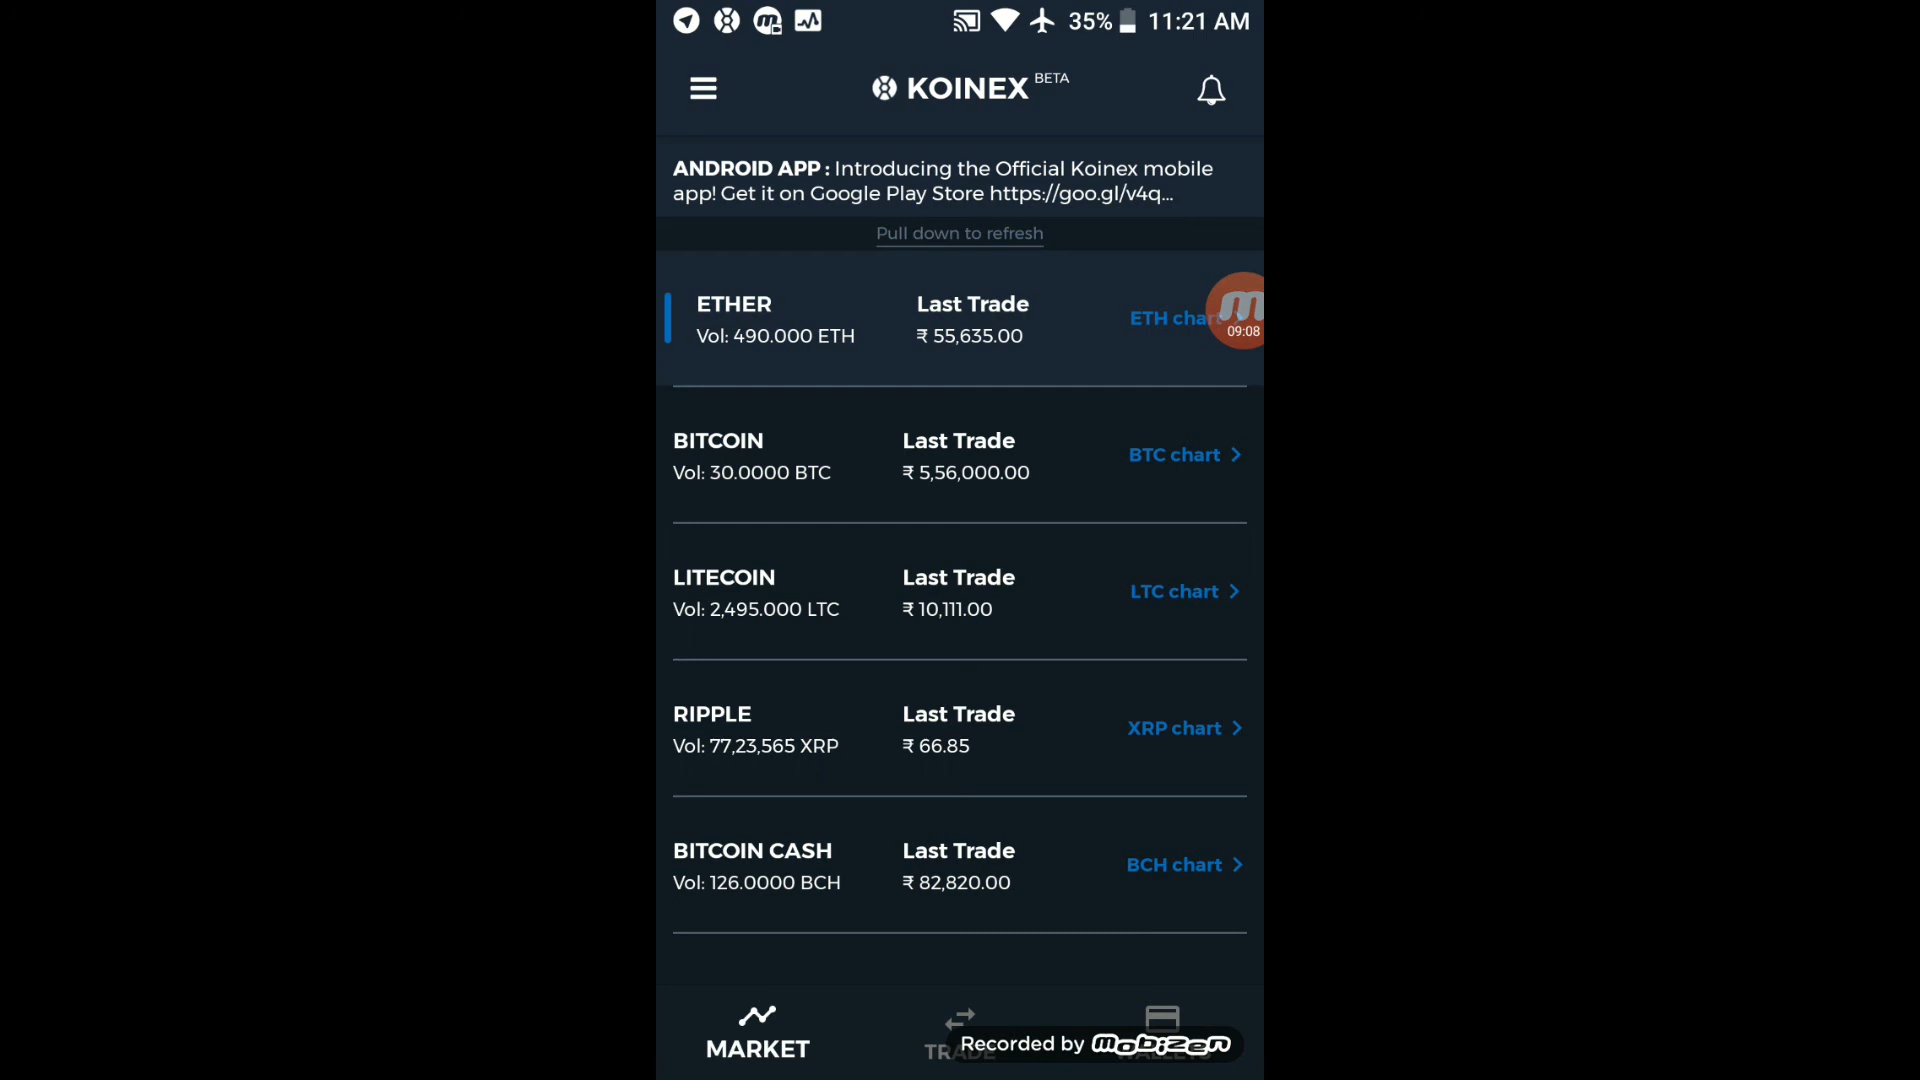 35% 11:21 AM
KOINEX BETA
ANDROID APP : Introducing the Official Koinex mobile
app! Get it on Google Play Store https://goo.gl/v4q...
Pull down to refresh
ETHER Last Trade
Vol: 490.000 ETH ₹ 55,635.00
ETH chart
09:08
BITCOIN Last Trade
Vol: 30.0000 BTC ₹ 5,56,000.00
BTC chart
LITECOIN Last Trade
Vol: 2,495.000 LTC ₹ 10,111.00
LTC chart
RIPPLE Last Trade
Vol: 77,23,565 XRP ₹ 66.85
XRP chart
BITCOIN CASH Last Trade
Vol: 126.0000 BCH ₹ 82,820.00
BCH chart
MARKET TRADE
Recorded by mobizen